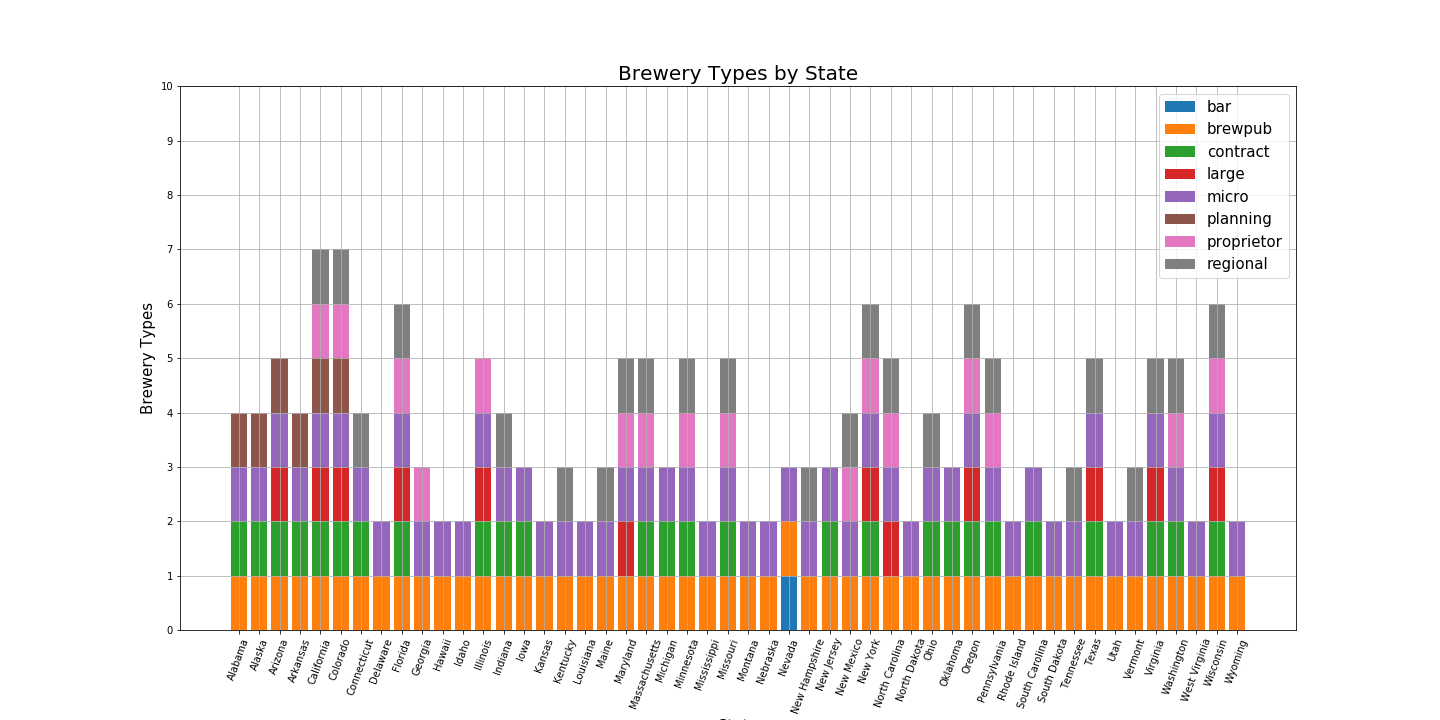 Brewery Types by State
10
9
8
7
6
5
4
3
2
1
0
Brewery Types
bar
brewpub
contract
large
micro
planning
proprietor
regional
Alabama
Alaska
Arizona
Arkansas
California
Colorado
Connecticut
Delaware
Florida
Georgia
Hawaii
Idaho
Illinois
Indiana
Iowa
Kansas
Kentucky
Louisiana
Maine
Maryland
Massachusetts
Michigan
Minnesota
Mississippi
Missouri
Montana
Nebraska
Nevada
New Hampshire
New Jersey
New Mexico
New York
North Carolina
North Dakota
Ohio
Oklahoma
Oregon
Pennsylvania
Rhode Island
South Carolina
South Dakota
Tennessee
Texas
Utah
Vermont
Virginia
Washington
West Virginia
Wisconsin
Wyoming